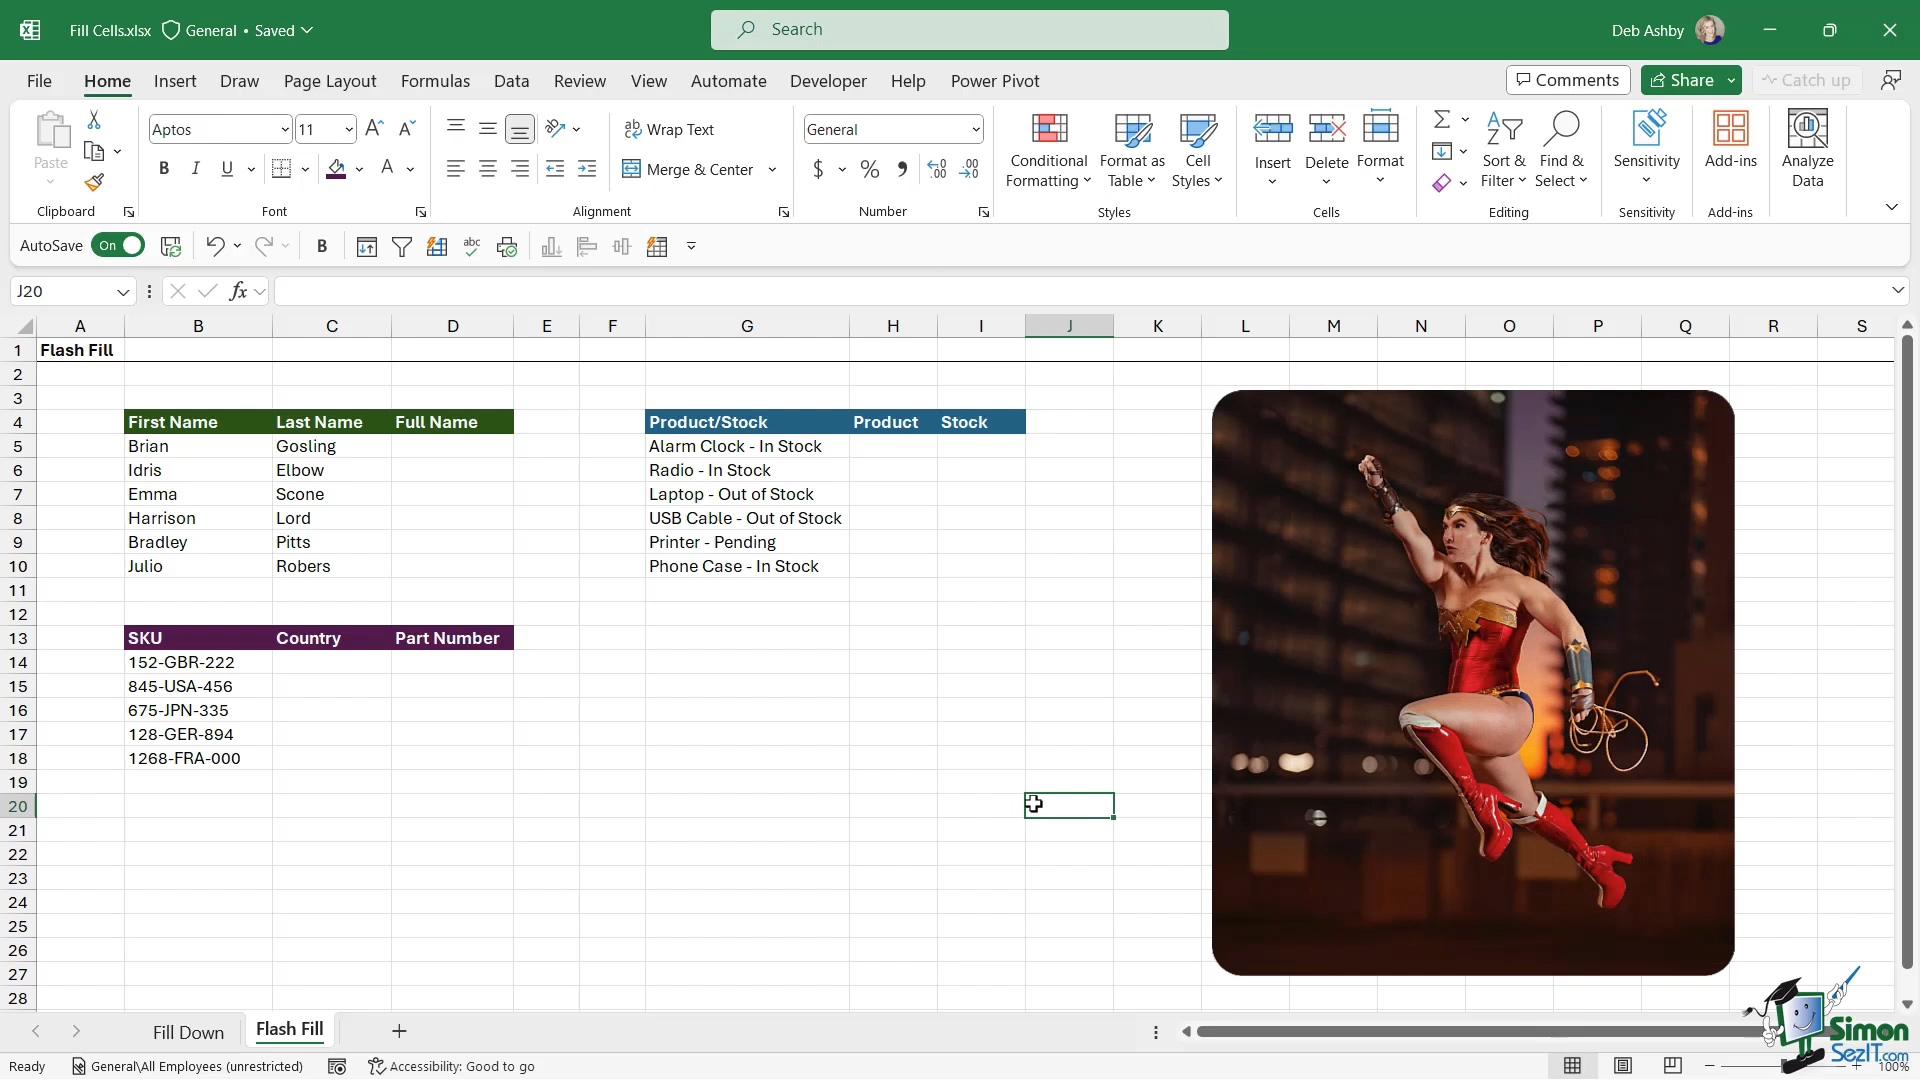 Fill Cells.xlsx General • Saved Search Deb Ashby
File Home Insert Draw Page Layout Formulas Data Review View Automate Developer Help Power Pivot Comments Share Catch up
Aptos 11 Wrap Text General
Paste B I U A Merge & Center $ % Conditional Formatting Format as Table Cell Styles Insert Delete Format Sort & Filter Find & Select Sensitivity Add-ins Analyze Data
Clipboard Font Alignment Number Styles Cells Editing Sensitivity Add-ins
AutoSave On B abc
J20 fx
A B C D E F G H I J K L M N O P Q R S
1 Flash Fill
2
3
4 First Name Last Name Full Name Product/Stock Product Stock
5 Brian Gosling Alarm Clock - In Stock
6 Idris Elbow Radio - In Stock
7 Emma Scone Laptop - Out of Stock
8 Harrison Lord USB Cable - Out of Stock
9 Bradley Pitts Printer - Pending
10 Julio Robers Phone Case - In Stock
11
12
13 SKU Country Part Number
14 152-GBR-222
15 845-USA-456
16 675-JPN-335
17 128-GER-894
18 1268-FRA-000
19
20
21
22
23
24
25
26
27
28
Fill Down Flash Fill
Simon
SezIT.com
Ready General\All Employees (unrestricted) Accessibility: Good to go 100%